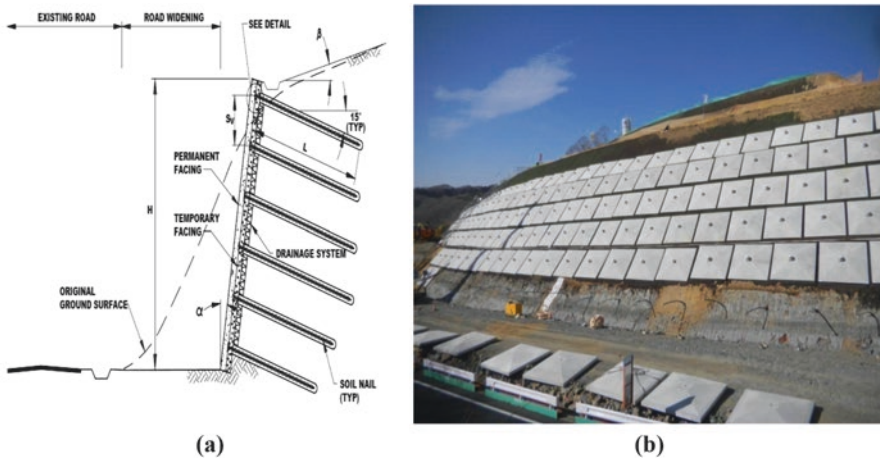 EXISTING ROAD
ROAD WIDENING
SEE DETAIL
β
15°
(TYP)
SV
L
PERMANENT
FACING
H
TEMPORARY
FACING
DRAINAGE SYSTEM
ORIGINAL
GROUND SURFACE
α
SOIL NAIL
(TYP)
(a)
(b)